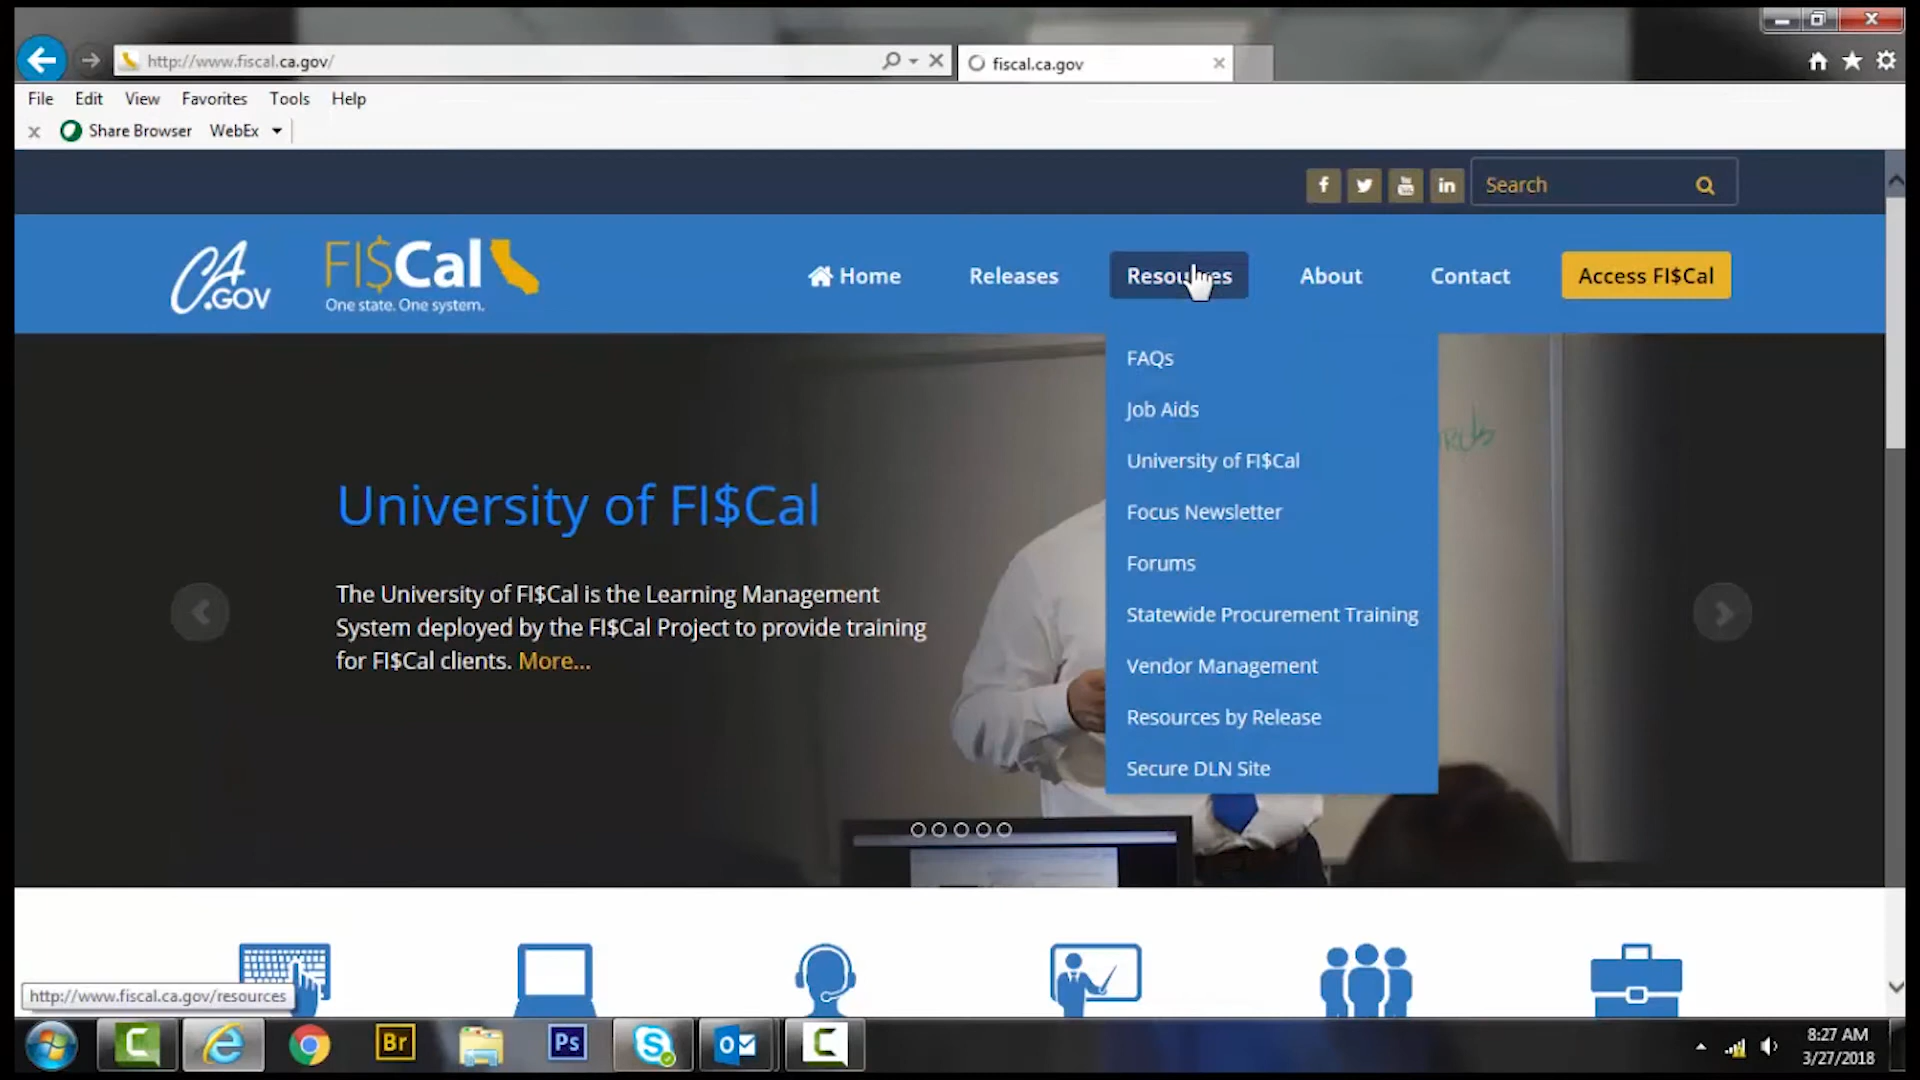 http://www.fiscal.ca.gov/
fiscal.ca.gov
File Edit View Favorites Tools Help
Share Browser WebEx
Search
CA.GOV
FI$Cal
One state. One system.
Home Releases Resources About Contact Access FI$Cal
FAQs
Job Aids
University of FI$Cal
Focus Newsletter
Forums
Statewide Procurement Training
Vendor Management
Resources by Release
Secure DLN Site
University of FI$Cal
The University of FI$Cal is the Learning Management
System deployed by the FI$Cal Project to provide training
for FI$Cal clients. More...
http://www.fiscal.ca.gov/resources
Br
Ps
8:27 AM
3/27/2018